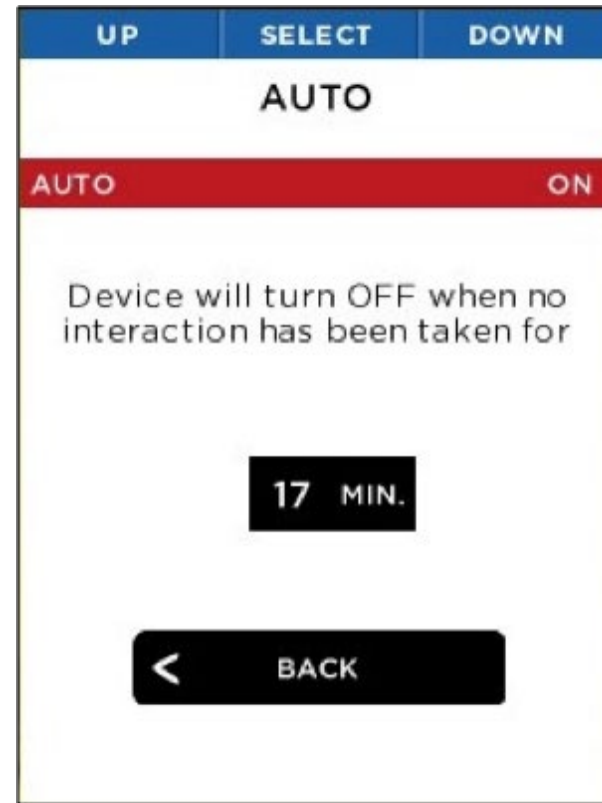 UP SELECT DOWN
AUTO
AUTO ON
Device will turn OFF when no
interaction has been taken for
17 MIN.
< BACK